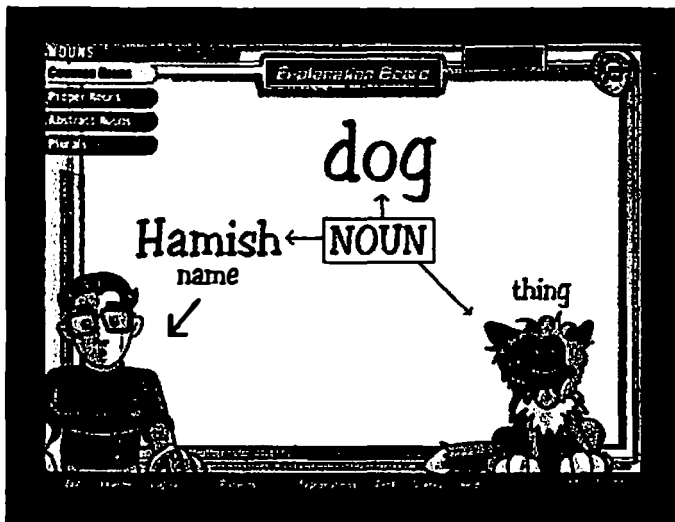 NOUNS
Common Nouns
Explanation Board
Proper Nouns
Abstract Nouns
Plurals
dog
Hamish
NOUN
name
thing